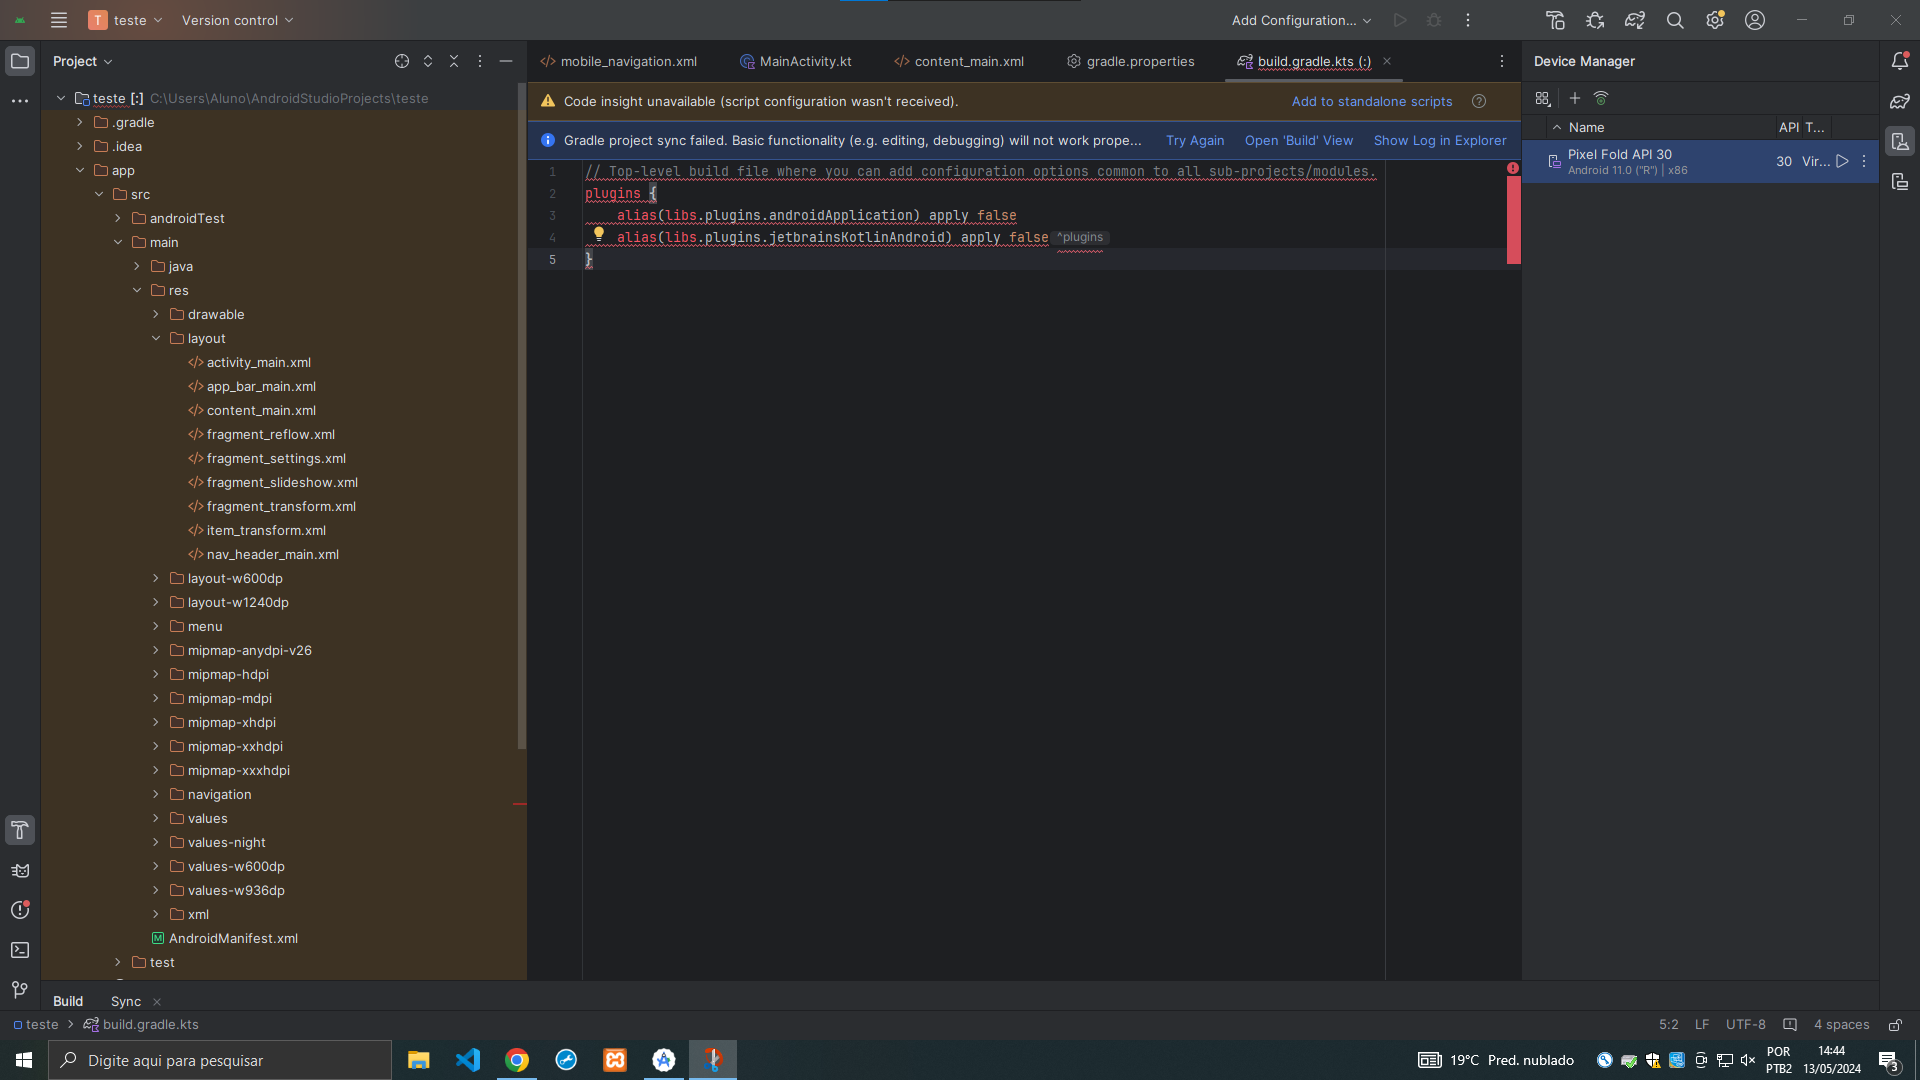 T teste Version control Add Configuration...
Project
mobile_navigation.xml MainActivity.kt content_main.xml gradle.properties build.gradle.kts (:)
Device Manager
teste [:] C:\Users\Aluno\AndroidStudioProjects\teste
.gradle
.idea
app
src
androidTest
main
java
res
drawable
layout
activity_main.xml
app_bar_main.xml
content_main.xml
fragment_reflow.xml
fragment_settings.xml
fragment_slideshow.xml
fragment_transform.xml
item_transform.xml
nav_header_main.xml
layout-w600dp
layout-w1240dp
menu
mipmap-anydpi-v26
mipmap-hdpi
mipmap-mdpi
mipmap-xhdpi
mipmap-xxhdpi
mipmap-xxxhdpi
navigation
values
values-night
values-w600dp
values-w936dp
xml
AndroidManifest.xml
test
Code insight unavailable (script configuration wasn't received). Add to standalone scripts
Gradle project sync failed. Basic functionality (e.g. editing, debugging) will not work prope... Try Again Open 'Build' View Show Log in Explorer
1 // Top-level build file where you can add configuration options common to all sub-projects/modules.
2 plugins {
3 alias(libs.plugins.androidApplication) apply false
4 alias(libs.plugins.jetbrainsKotlinAndroid) apply false ^plugins
5 }
Name API T...
Pixel Fold API 30 30 Vir...
Android 11.0 ("R") | x86
Build Sync
teste > build.gradle.kts
5:2 LF UTF-8 4 spaces
Digite aqui para pesquisar
19°C Pred. nublado
POR
PTB2
14:44
13/05/2024
3